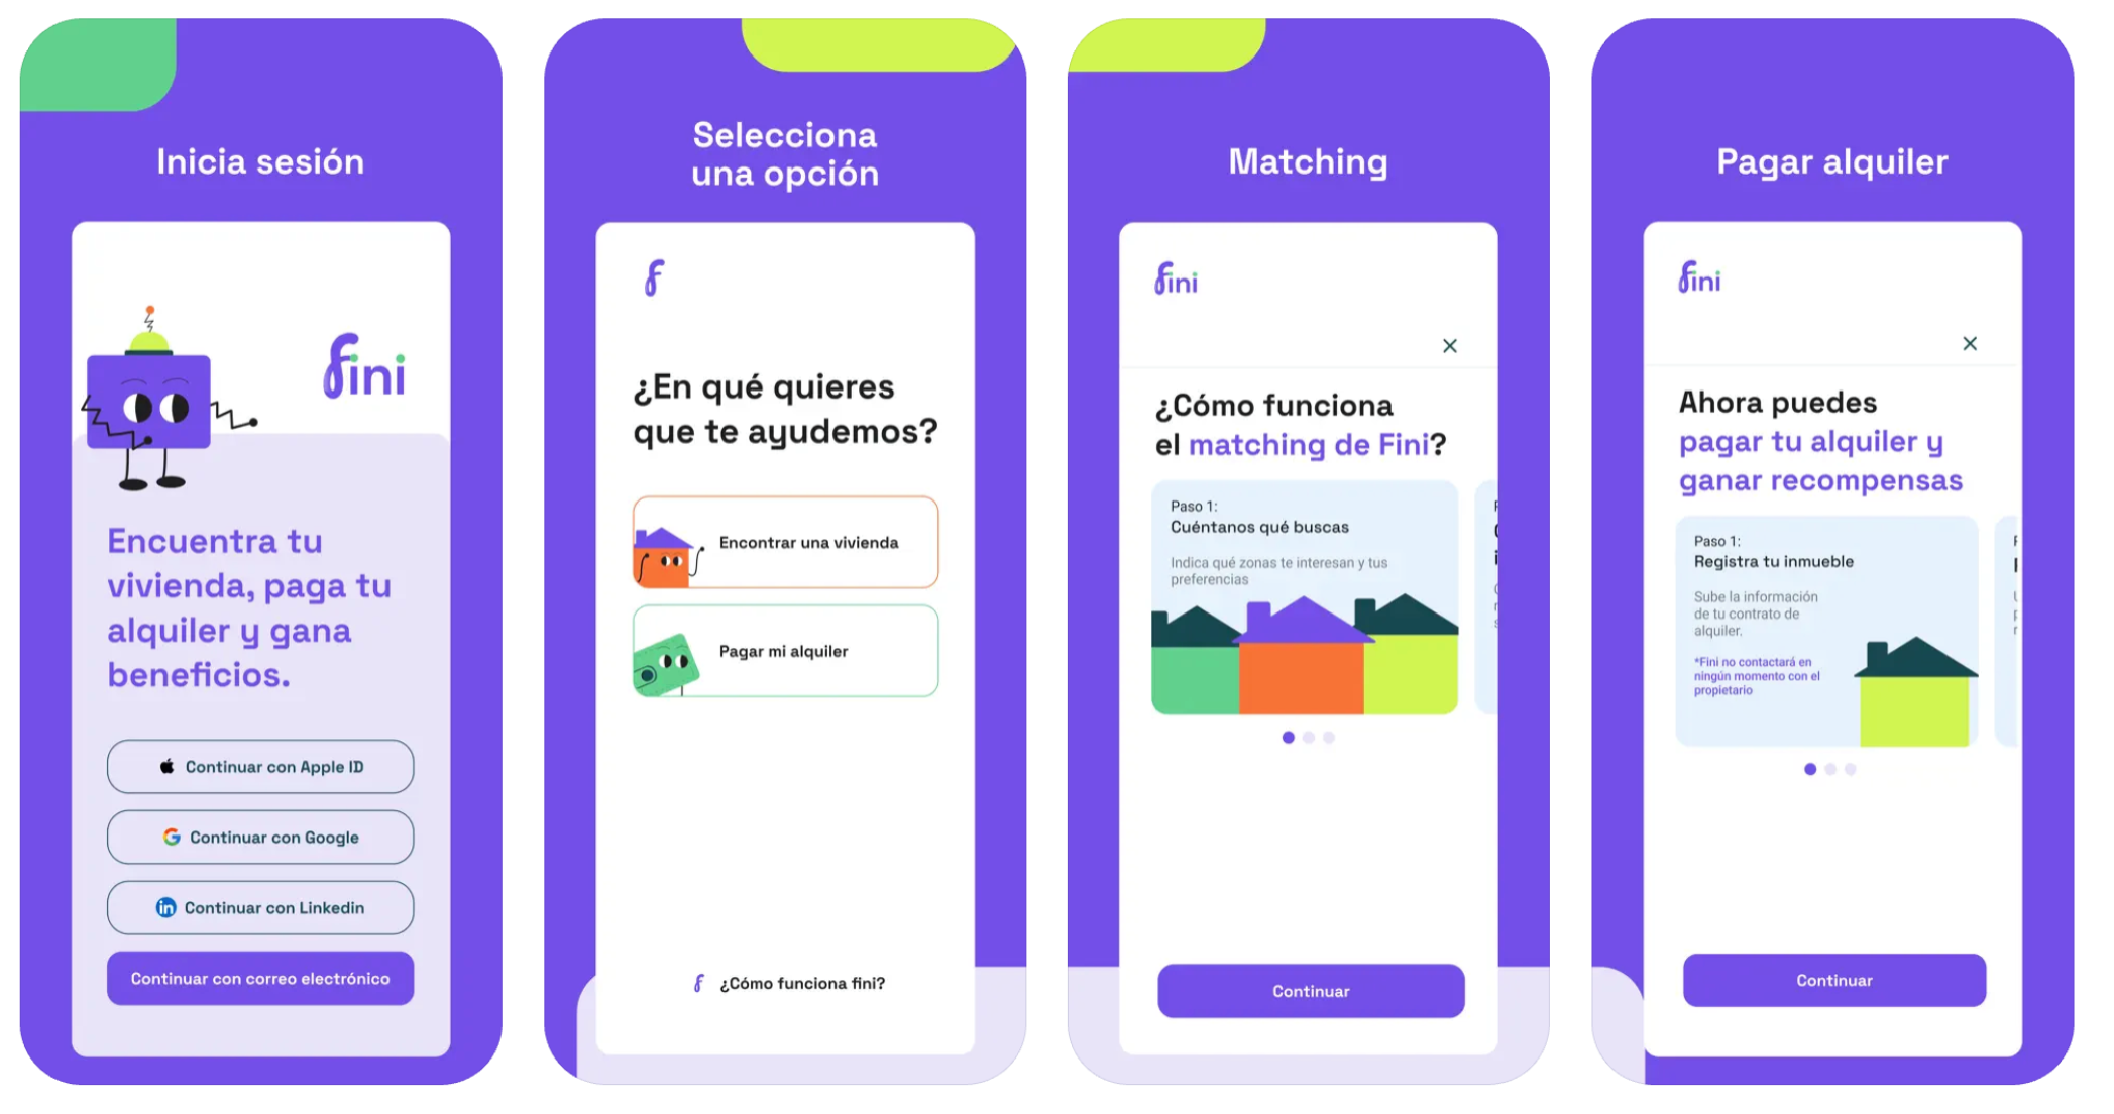 Inicia sesión
fini
Encuentra tu
vivienda, paga tu
alquiler y gana
beneficios.
Continuar con Apple ID
Continuar con Google
in Continuar con Linkedin
Continuar con correo electrónico
Selecciona
una opción
f
¿En qué quieres
que te ayudemos?
Encontrar una vivienda
Pagar mi alquiler
f ¿Cómo funciona fini?
Matching
fini
¿Cómo funciona
el matching de Fini?
Paso 1:
Cuéntanos qué buscas
Indica qué zonas te interesan y tus
preferencias
Continuar
Pagar alquiler
fini
Ahora puedes
pagar tu alquiler y
ganar recompensas
Paso 1:
Registra tu inmueble
Sube la información
de tu contrato de
alquiler.
*Fini no contactará en
ningún momento con el
propietario
Continuar